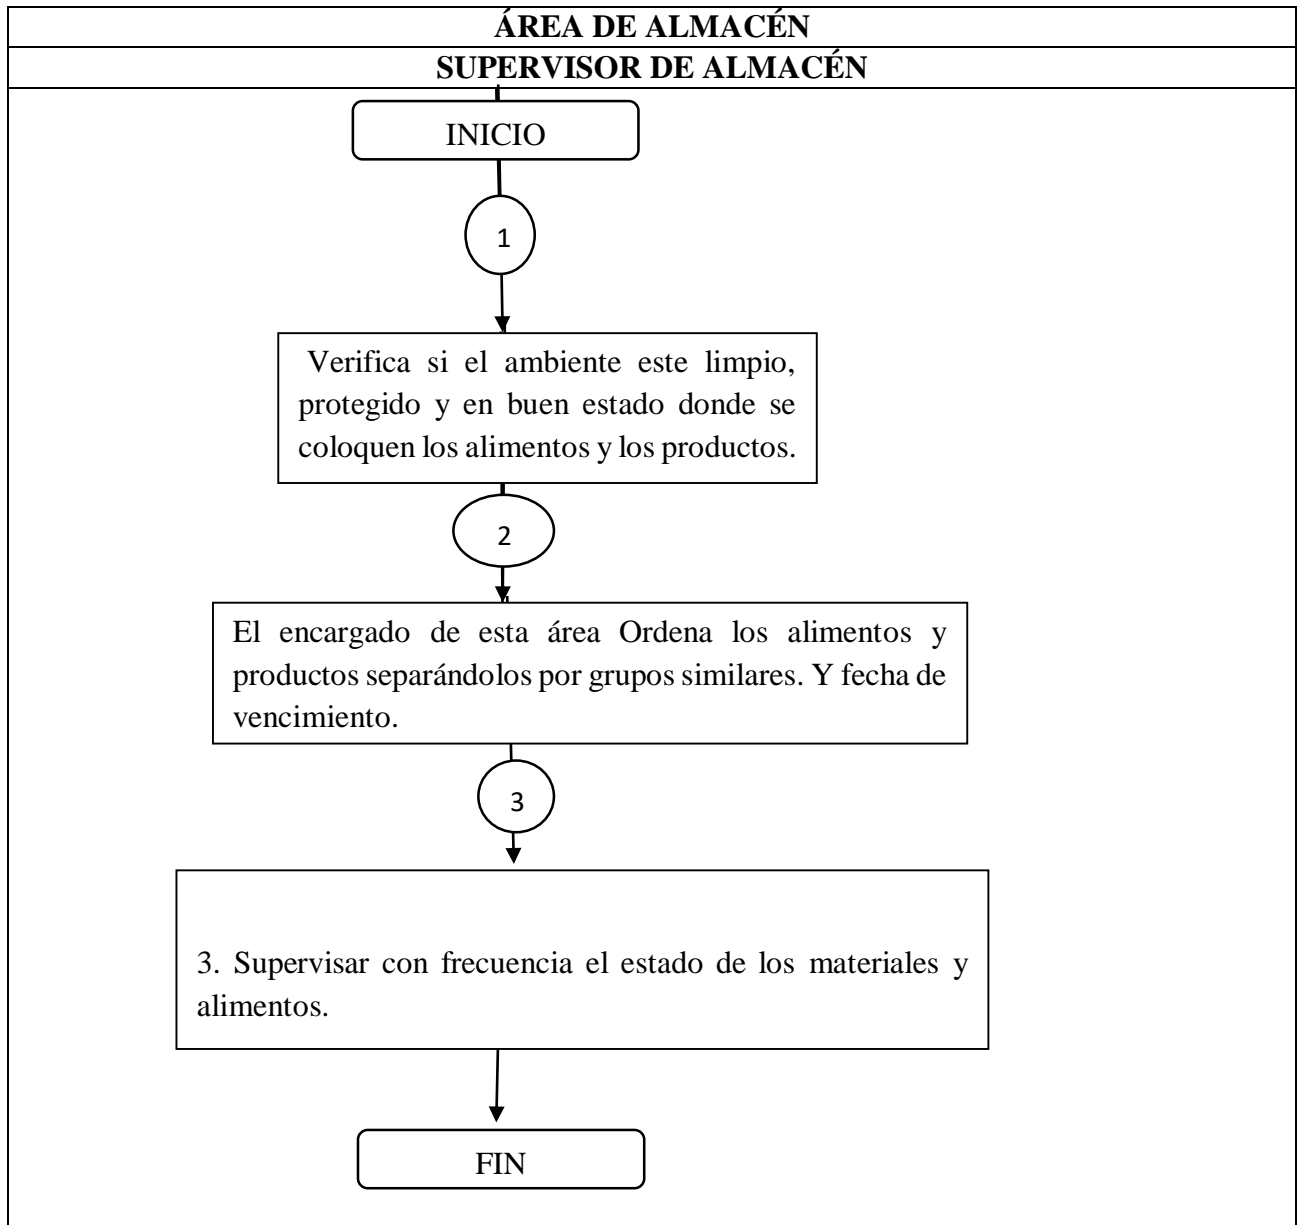 ÁREA DE ALMACÉN
SUPERVISOR DE ALMACÉN
INICIO
1
Verifica si el ambiente este limpio,
protegido y en buen estado donde se
coloquen los alimentos y los productos.
2
El encargado de esta área Ordena los alimentos y
productos separándolos por grupos similares. Y fecha de
vencimiento.
3
3. Supervisar con frecuencia el estado de los materiales y
alimentos.
FIN